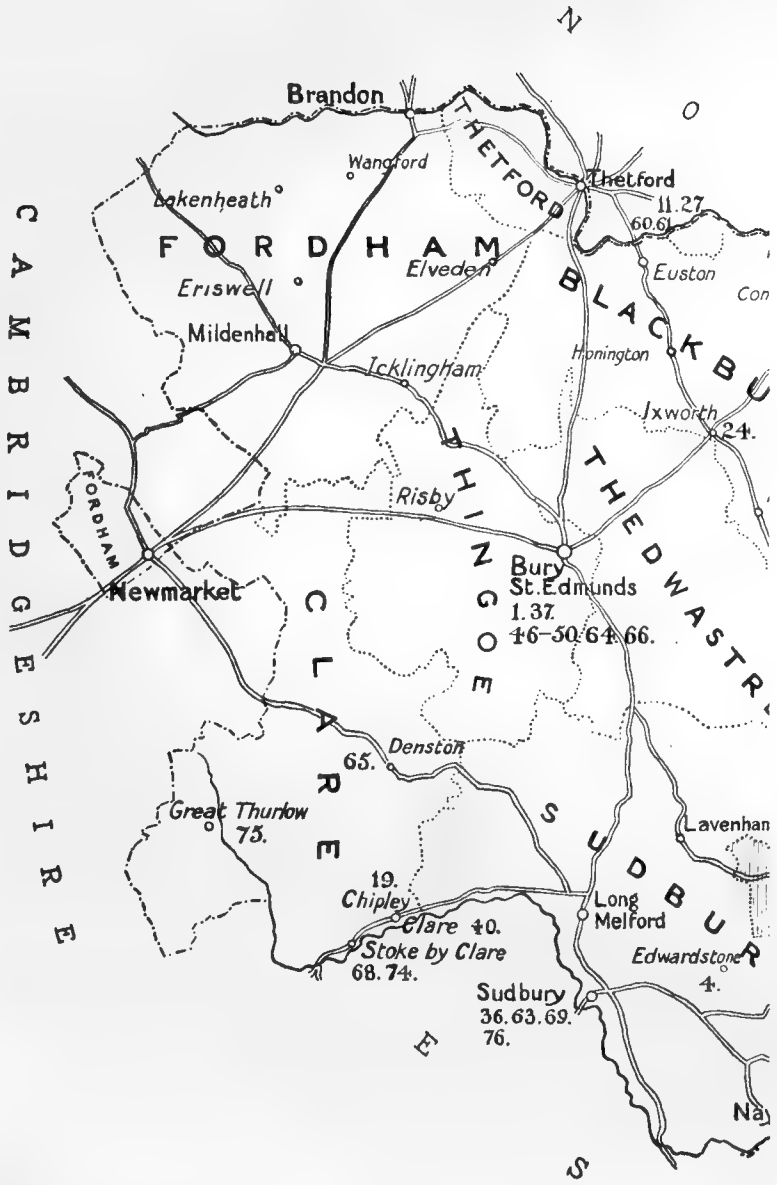 N
O
Brandon
THETFORD
Wangford
Lakenheath
Thetford
11.27
60.61
CAMBRIDGESHIRE
FORDHAM
Elveden
Euston
Con
Eriswell
BLACKBU
Mildenhall
Honington
Icklingham
Ixworth
24.
THINGOE
THEDWASTR
FORDHAM
Risby
Newmarket
Bury
St. Edmunds
1.37.
46-50.64.66.
CLARE
65.
Denston
Great Thurlow
75.
SUDBUR
Lavenham
19.
Chipley
Clare 40.
Stoke by Clare
68.74.
Long
Melford
Edwardstone
4.
Sudbury
36.63.69.
76.
E
Na
S